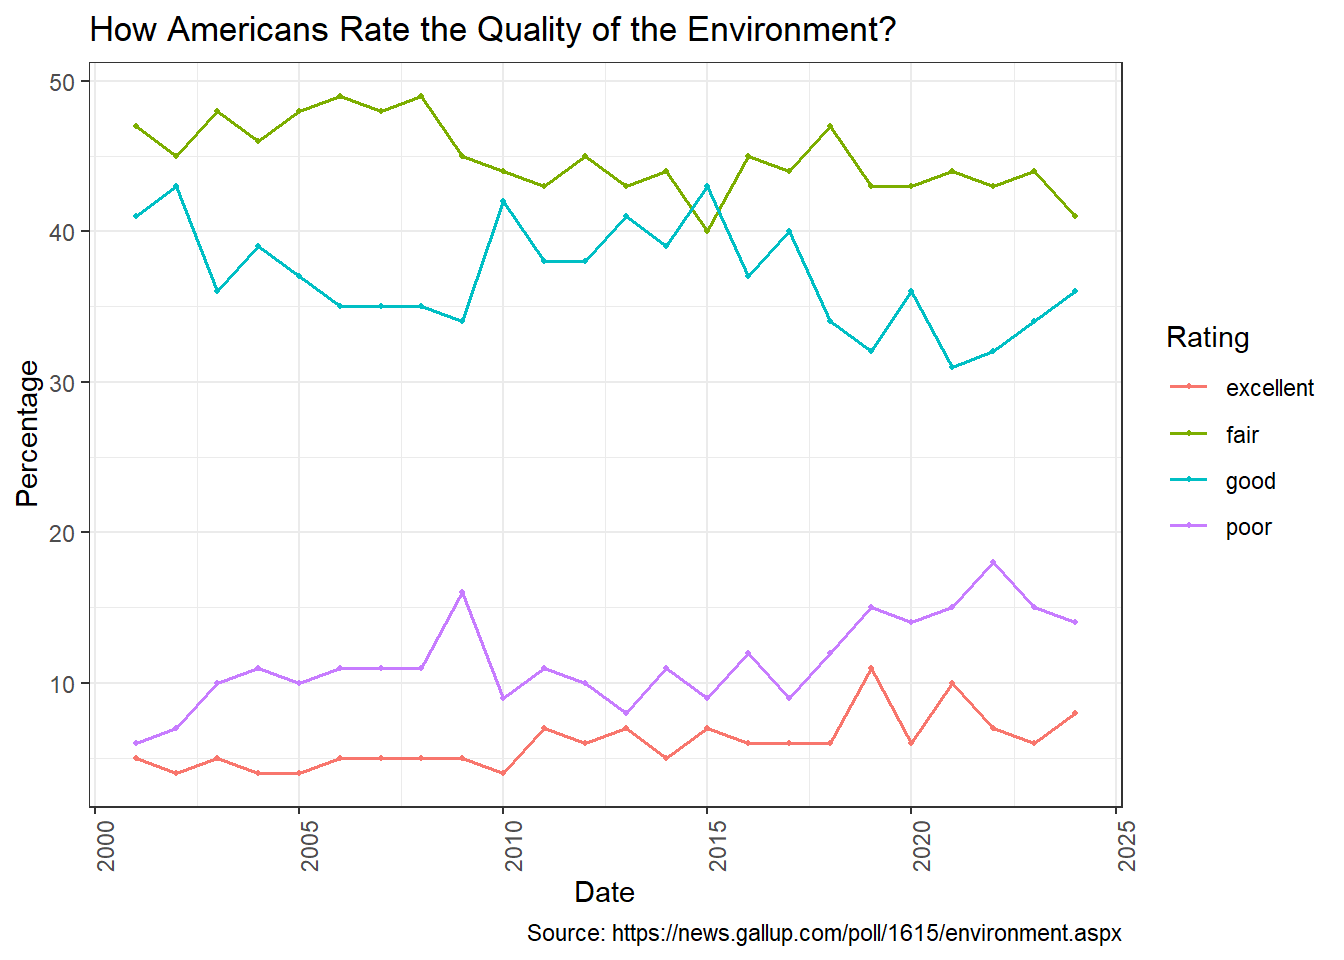 How Americans Rate the Quality of the Environment?
50
40
30
20
10
Percentage
2000
2005
2010
2015
2020
2025
Date
Rating
excellent
fair
good
poor
Source: https://news.gallup.com/poll/1615/environment.aspx